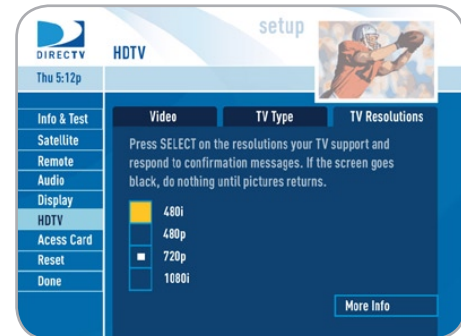 setup
DIRECTV
HDTV
Thu 5:12p
Info & Test
Satellite
Remote
Audio
Display
HDTV
Acess Card
Reset
Done
Video
TV Type
TV Resolutions
Press SELECT on the resolutions your TV support and
respond to confirmation messages. If the screen goes
black, do nothing until pictures returns.
480i
480p
720p
1080i
More Info